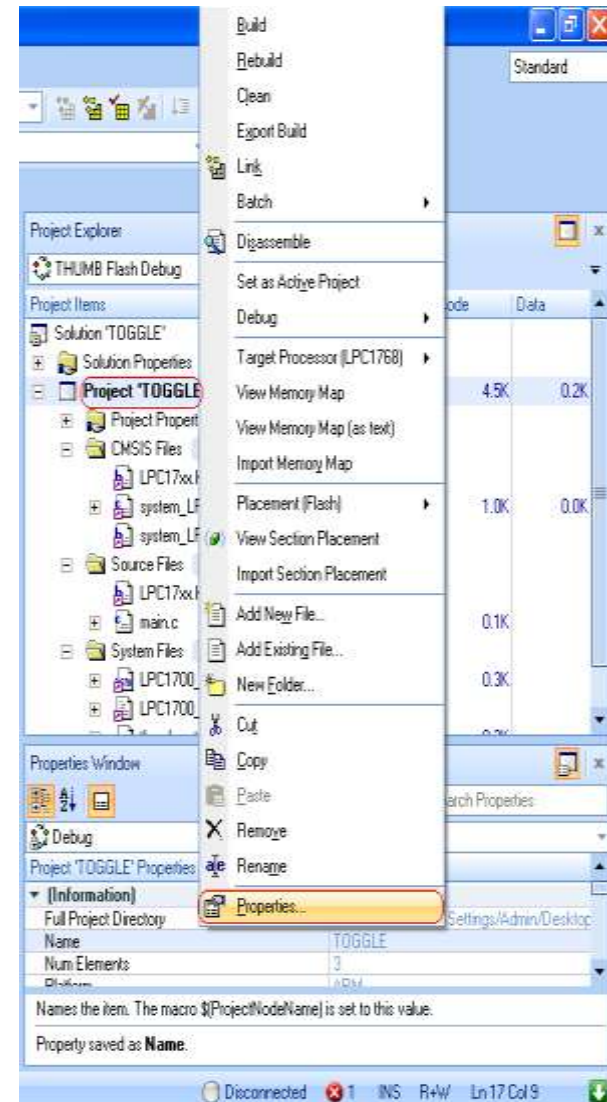 Build
Rebuild
Clean
Export Build
Link
Batch
Disassemble
Set as Active Project
Debug
Target Processor (LPC1768)
View Memory Map
View Memory Map (as text)
Import Memory Map
Placement (Flash)
View Section Placement
Import Section Placement
Add New File...
Add Existing File...
New Folder...
Cut
Copy
Paste
Remove
Rename
Properties...
Standard
Project Explorer
THUMB Flash Debug
Project Items
ode Data
Solution 'TOGGLE'
Solution Properties
Project 'TOGGLE 4.5K 0.2K
Project Propert
CMSIS Files
LPC17xx.h
system_LF 1.0K 0.0K
system_LF
Source Files
LPC17xx.h
main.c 0.1K
System Files
LPC1700_ 0.3K
LPC1700_
Properties Window
arch Properties
Debug
Project 'TOGGLE' Properties
(Information)
Full Project Directory Settings/Admin/Desktop
Name TOGGLE
Num Elements 3
Names the item. The macro $(ProjectNodeName) is set to this value.
Property saved as Name.
Disconnected 1 INS R+W Ln 17 Col 9